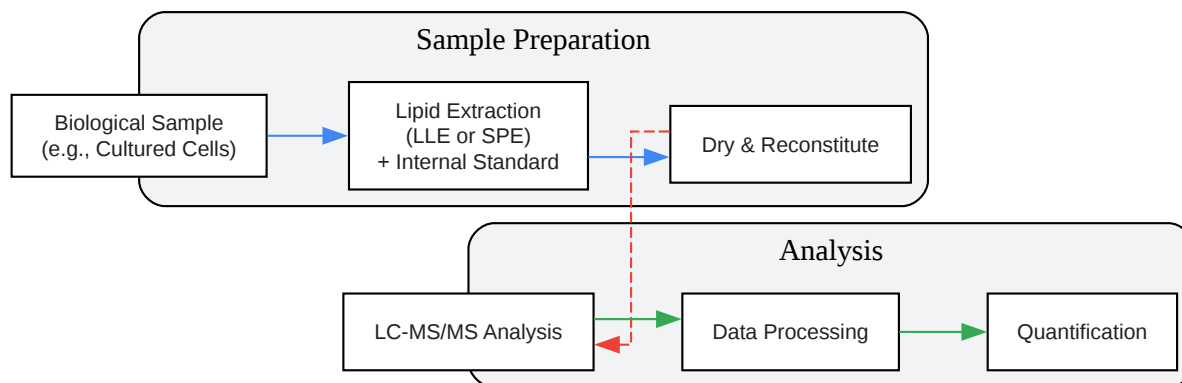 Sample Preparation
Biological Sample
(e.g., Cultured Cells)
Lipid Extraction
(LLE or SPE)
+ Internal Standard
Dry & Reconstitute
Analysis
LC-MS/MS Analysis
Data Processing
Quantification